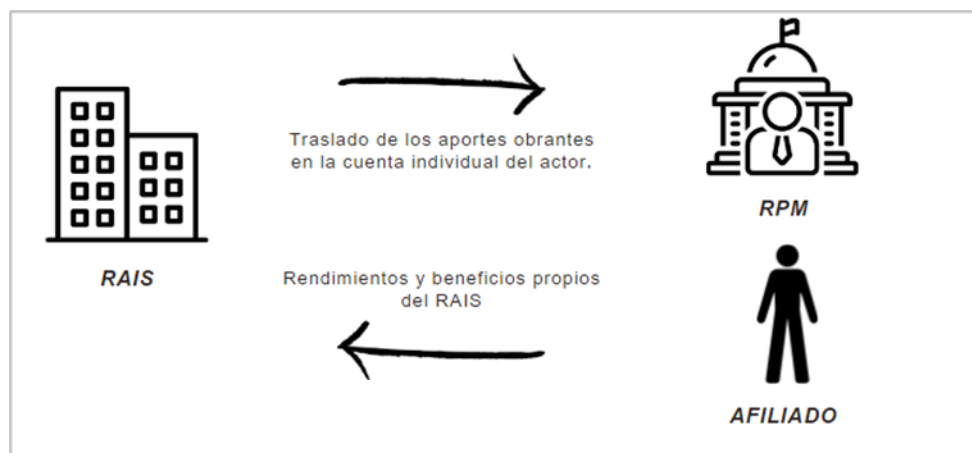 Traslado de los aportes obrantes
en la cuenta individual del actor.
RPM
RAIS
Rendimientos y beneficios propios
del RAIS
AFILIADO